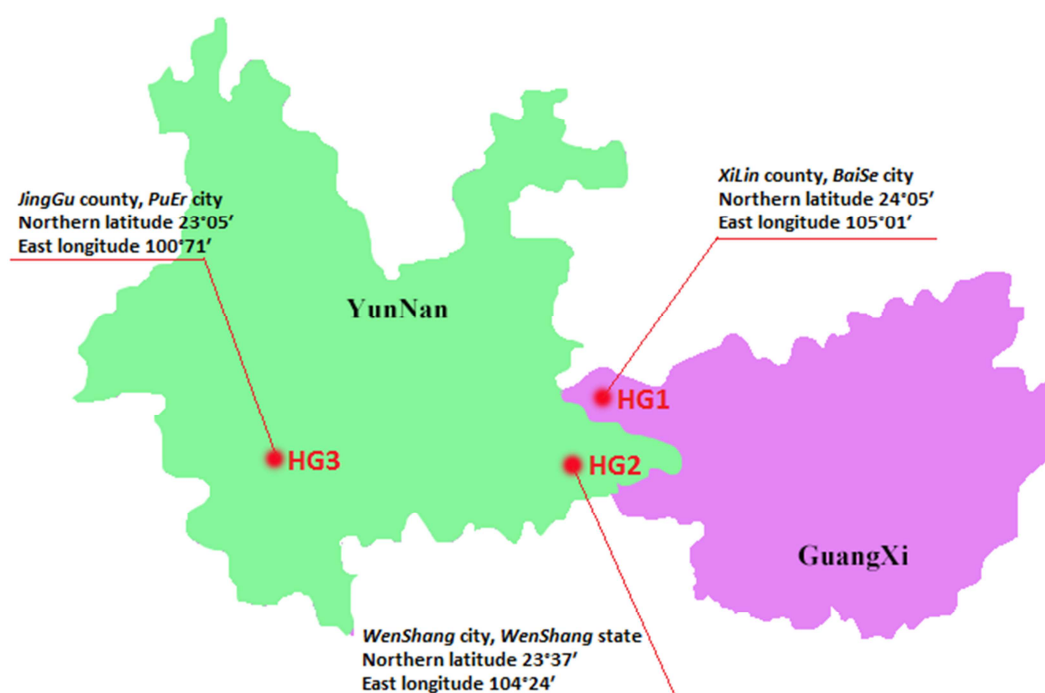 XiLin county, BaiSe city
Northern latitude 24°05′
East longitude 105°01′
JingGu county, PuEr city
Northern latitude 23°05′
East longitude 100°71′
YunNan
HG1
HG3
HG2
GuangXi
WenShang city, WenShang state
Northern latitude 23°37′
East longitude 104°24′